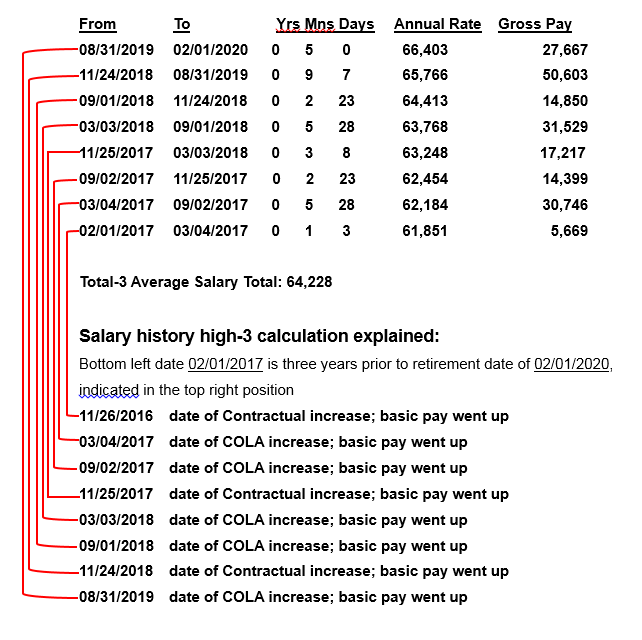 From To Yrs Mns Days Annual Rate Gross Pay
08/31/2019 02/01/2020 0 5 0 66,403 27,667
11/24/2018 08/31/2019 0 9 7 65,766 50,603
09/01/2018 11/24/2018 0 2 23 64,413 14,850
03/03/2018 09/01/2018 0 5 28 63,768 31,529
11/25/2017 03/03/2018 0 3 8 63,248 17,217
09/02/2017 11/25/2017 0 2 23 62,454 14,399
03/04/2017 09/02/2017 0 5 28 62,184 30,746
02/01/2017 03/04/2017 0 1 3 61,851 5,669
Total-3 Average Salary Total: 64,228
Salary history high-3 calculation explained:
Bottom left date 02/01/2017 is three years prior to retirement date of 02/01/2020,
indicated in the top right position
11/26/2016 date of Contractual increase; basic pay went up
03/04/2017 date of COLA increase; basic pay went up
09/02/2017 date of COLA increase; basic pay went up
11/25/2017 date of Contractual increase; basic pay went up
03/03/2018 date of COLA increase; basic pay went up
09/01/2018 date of COLA increase; basic pay went up
11/24/2018 date of Contractual increase; basic pay went up
08/31/2019 date of COLA increase; basic pay went up